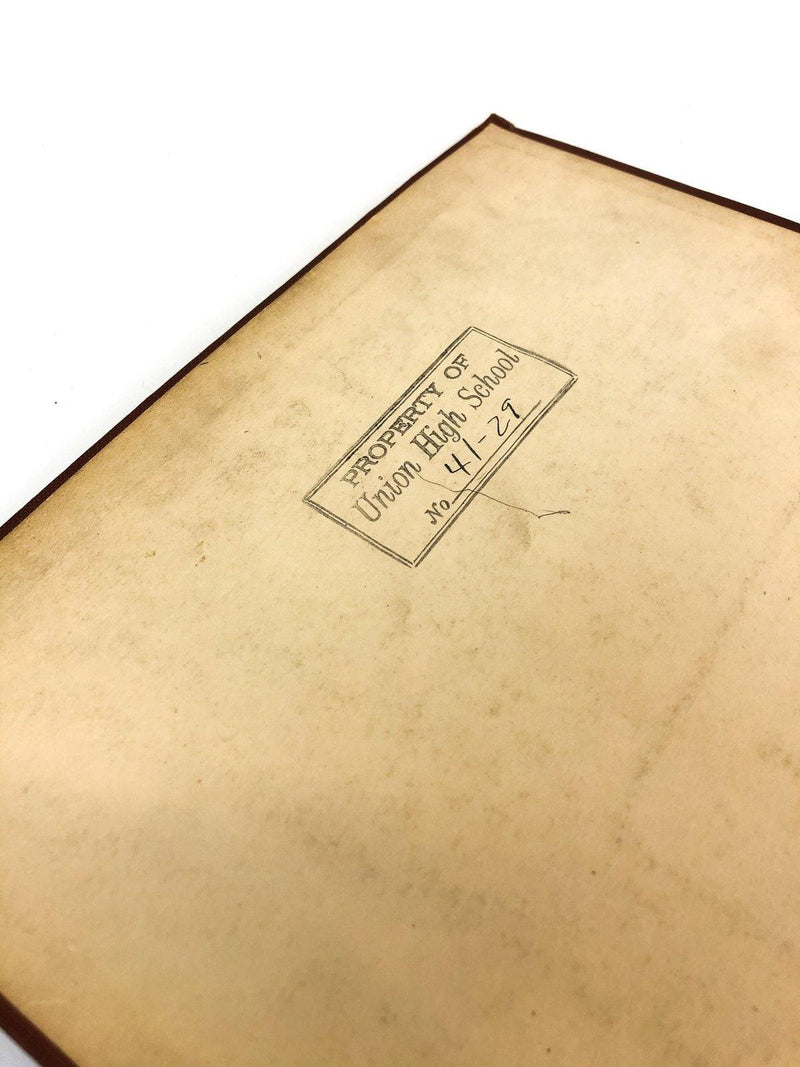 PROPERTY OF
Union High School
No 41-29